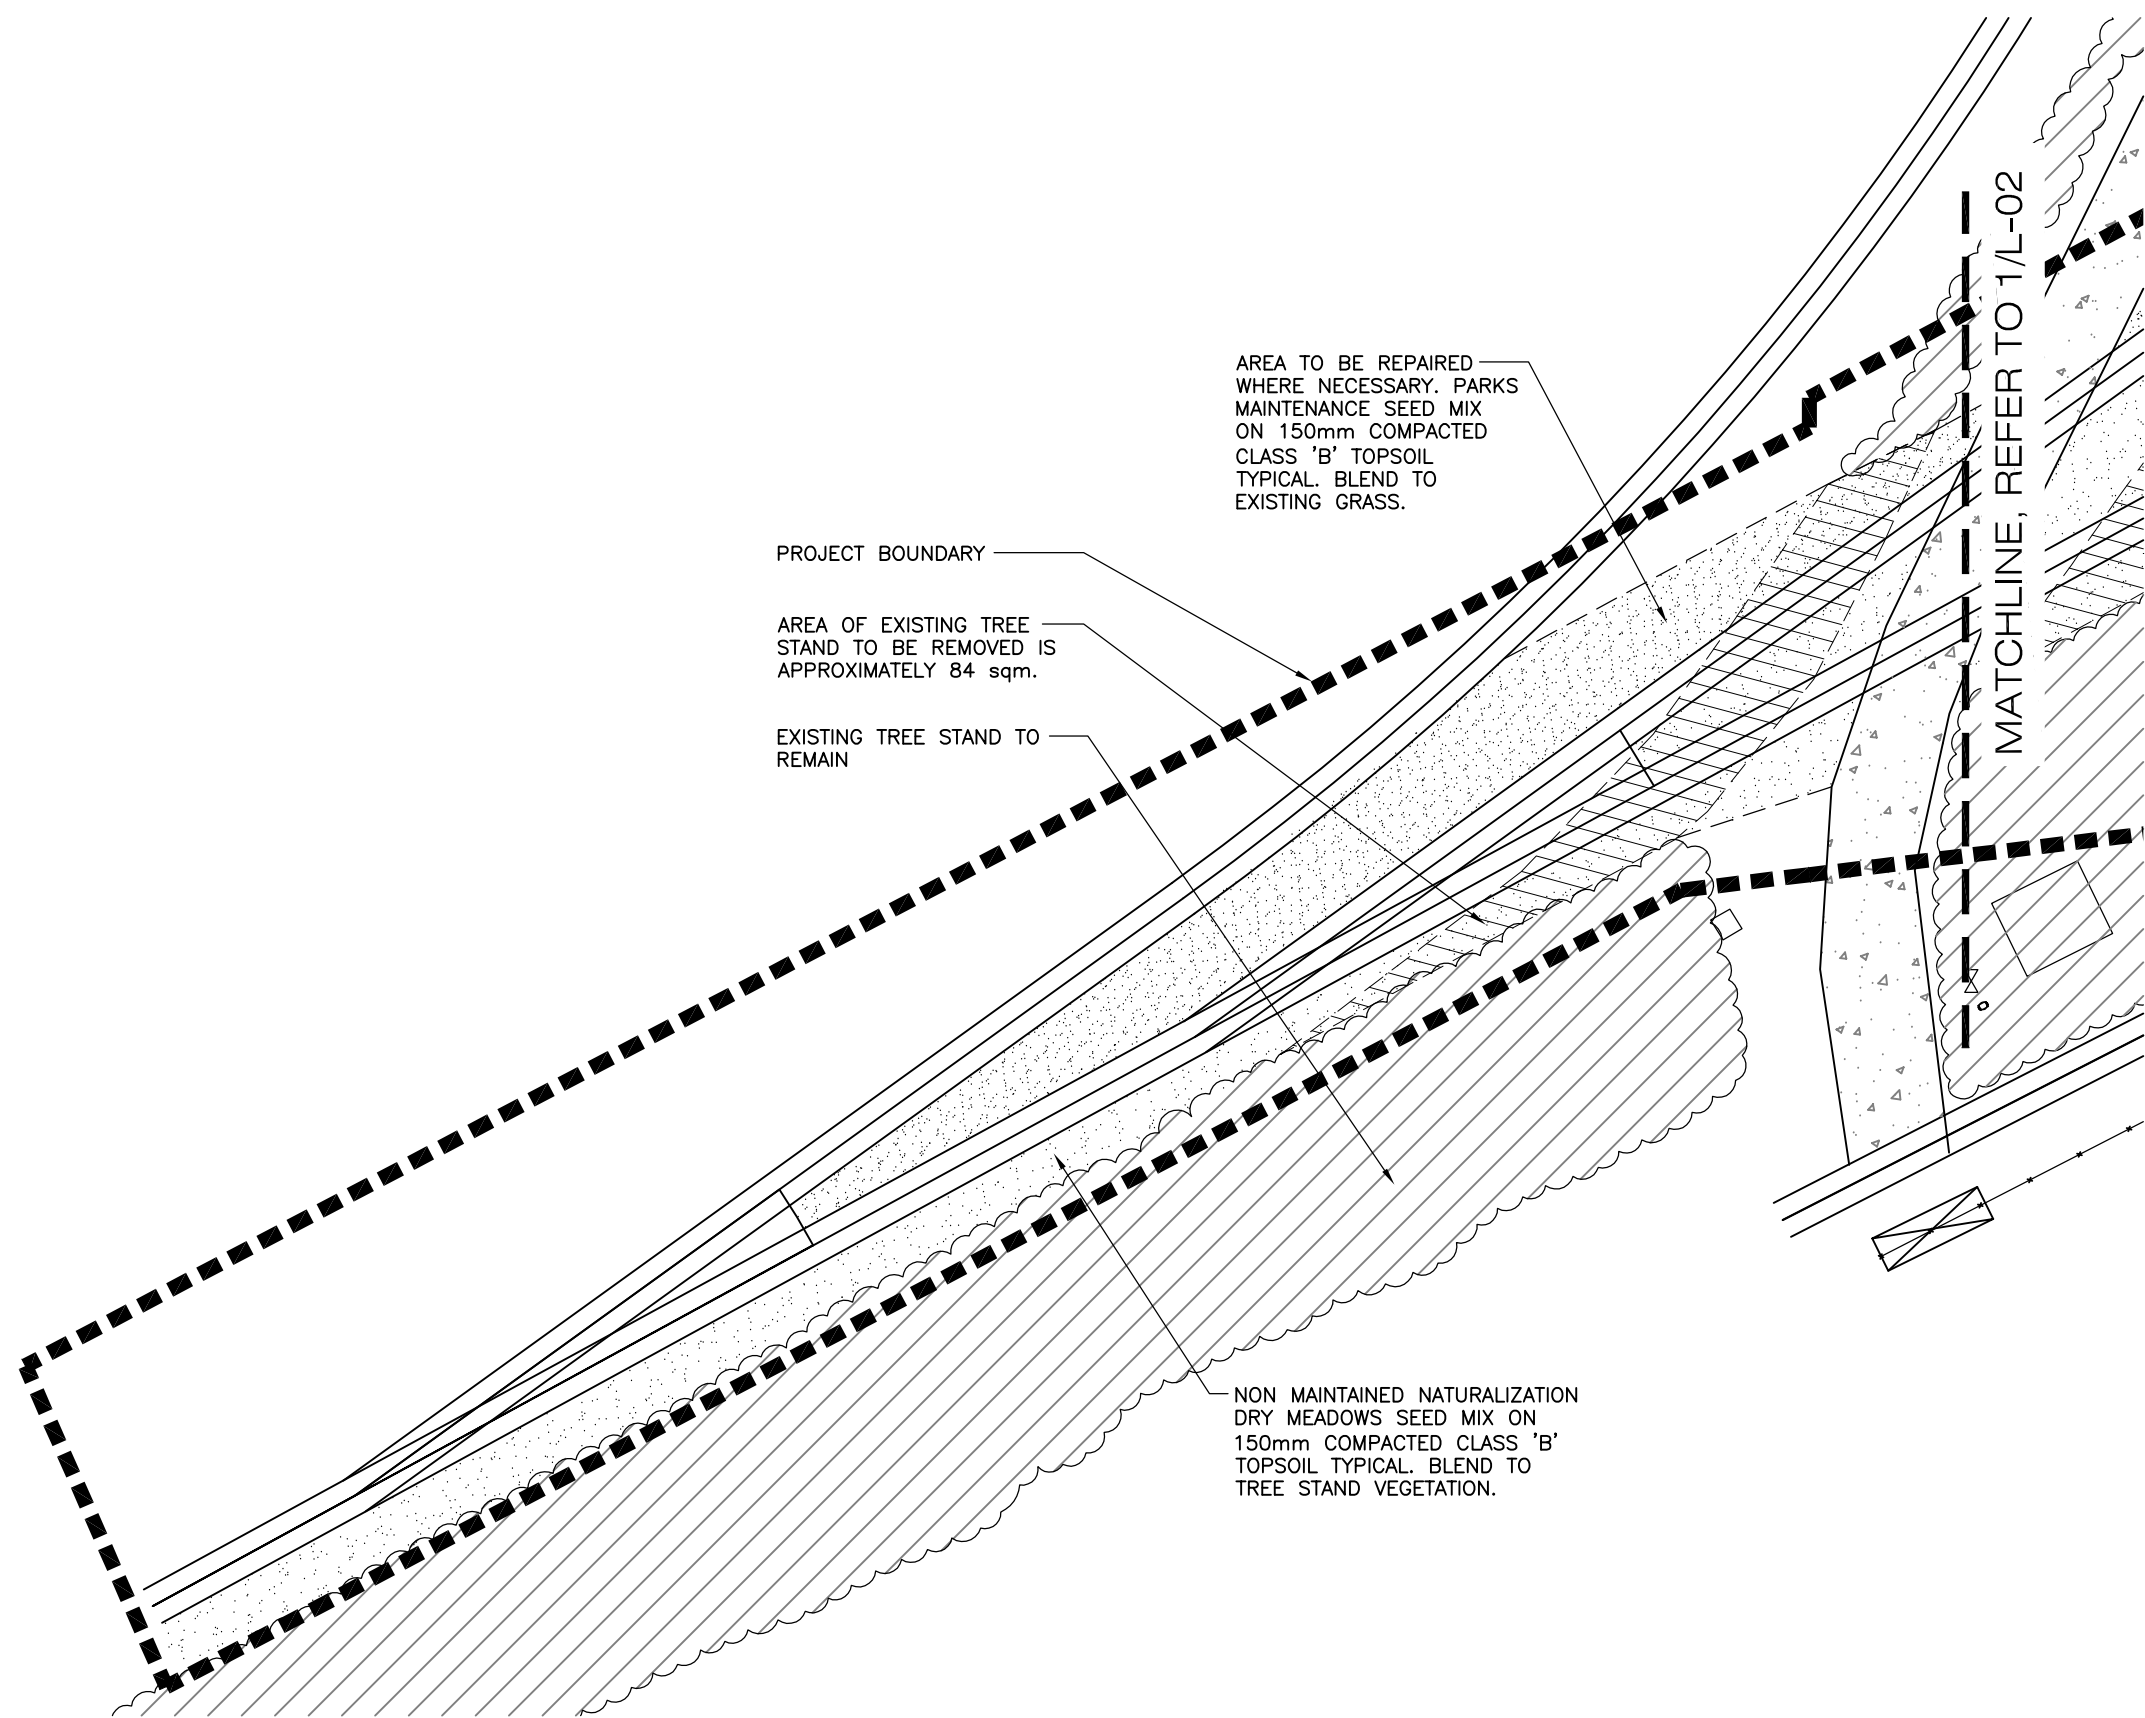 AREA TO BE REPAIRED
WHERE NECESSARY. PARKS
MAINTENANCE SEED MIX
ON 150mm COMPACTED
CLASS 'B' TOPSOIL
TYPICAL. BLEND TO
EXISTING GRASS.
PROJECT BOUNDARY
AREA OF EXISTING TREE
STAND TO BE REMOVED IS
APPROXIMATELY 84 sqm.
EXISTING TREE STAND TO
REMAIN
MATCHLINE, REFER TO 1/L-02
NON MAINTAINED NATURALIZATION
DRY MEADOWS SEED MIX ON
150mm COMPACTED CLASS 'B'
TOPSOIL TYPICAL. BLEND TO
TREE STAND VEGETATION.